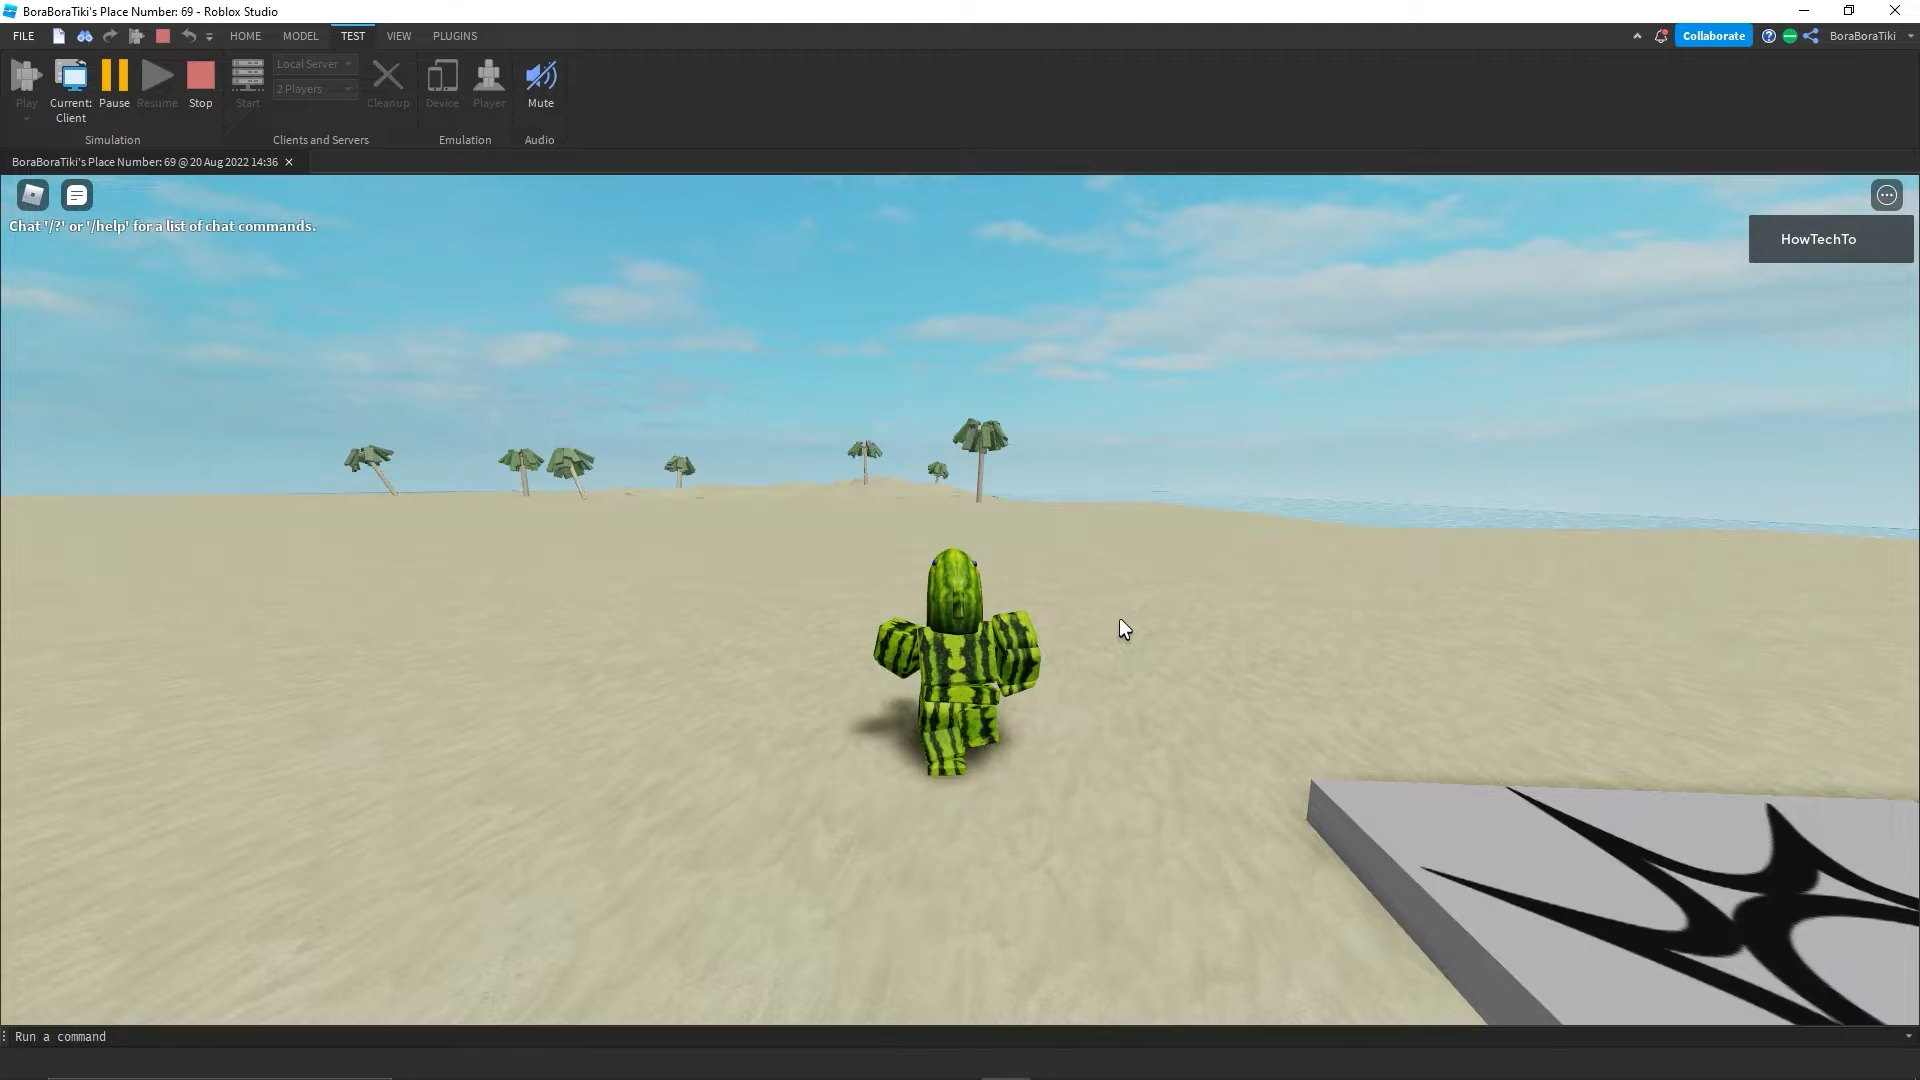 BoraBoraTiki's Place Number: 69 - Roblox Studio
FILE HOME MODEL TEST VIEW PLUGINS Collaborate BoraBoraTiki
Play Current: Client Pause Resume Stop Start Local Server 2 Players Cleanup Device Player Mute
Simulation Clients and Servers Emulation Audio
BoraBoraTiki's Place Number: 69 @ 20 Aug 2022 14:36
Chat '/?' or '/help' for a list of chat commands.
HowTechTo
Run a command